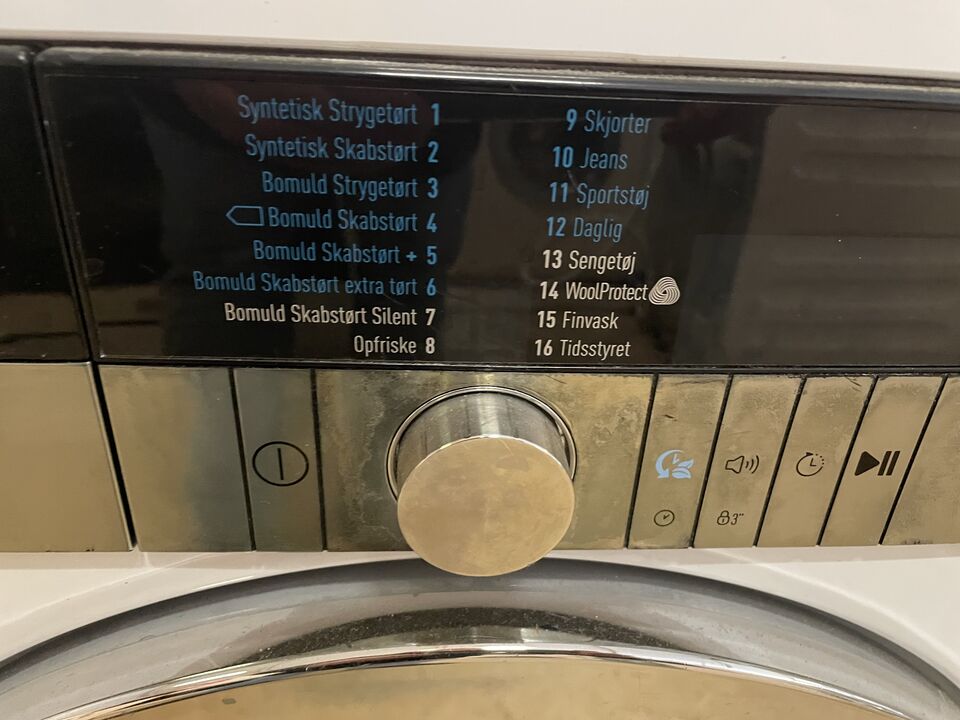 Syntetisk Strygetørt 1
Syntetisk Skabstørt 2
Bomuld Strygetørt 3
Bomuld Skabstørt 4
Bomuld Skabstørt + 5
Bomuld Skabstørt extra tørt 6
Bomuld Skabstørt Silent 7
Opfriske 8
9 Skjorter
10 Jeans
11 Sportstøj
12 Daglig
13 Sengetøj
14 WoolProtect
15 Finvask
16 Tidsstyret
3"